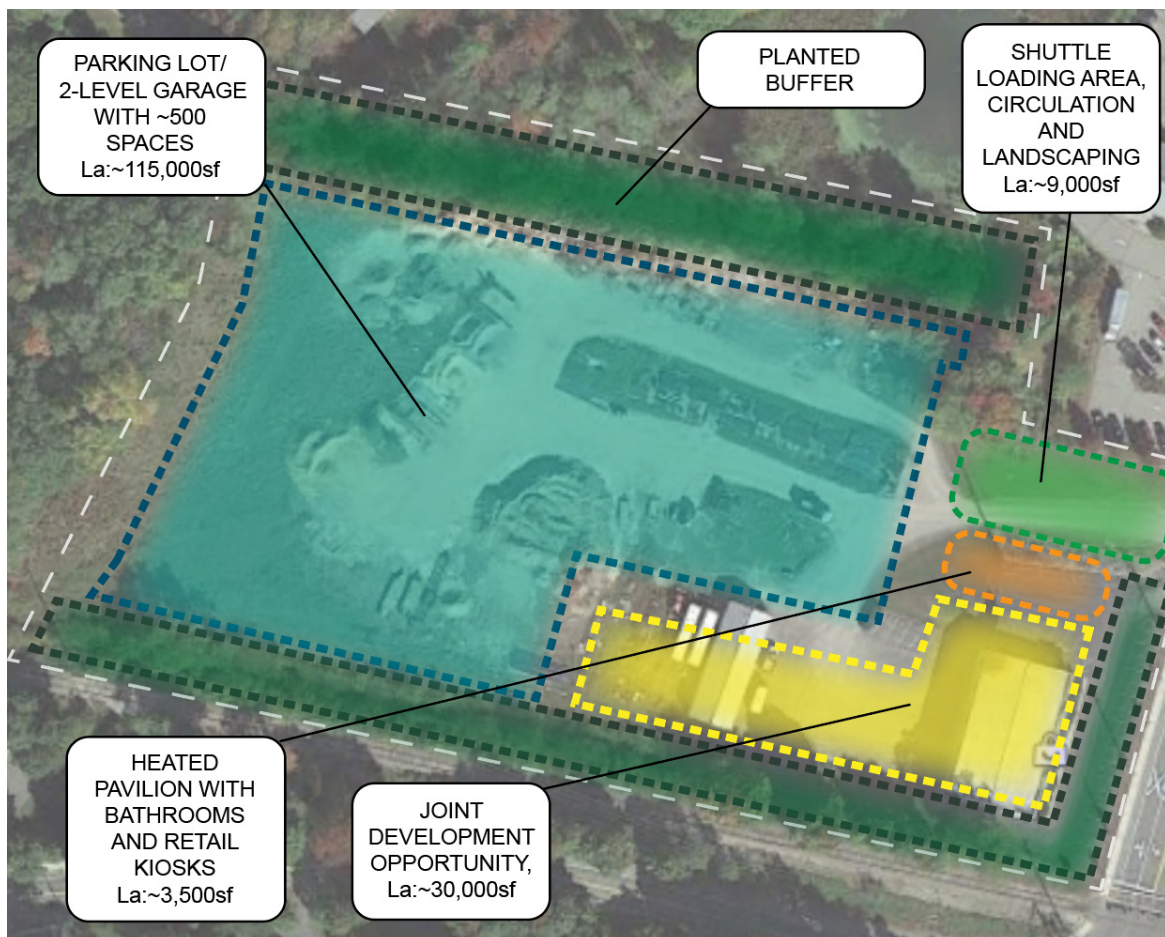 PARKING LOT/
2-LEVEL GARAGE
WITH ~500
SPACES
La:~115,000sf
PLANTED
BUFFER
SHUTTLE
LOADING AREA,
CIRCULATION
AND
LANDSCAPING
La:~9,000sf
HEATED
PAVILION WITH
BATHROOMS
AND RETAIL
KIOSKS
La:~3,500sf
JOINT
DEVELOPMENT
OPPORTUNITY,
La:~30,000sf